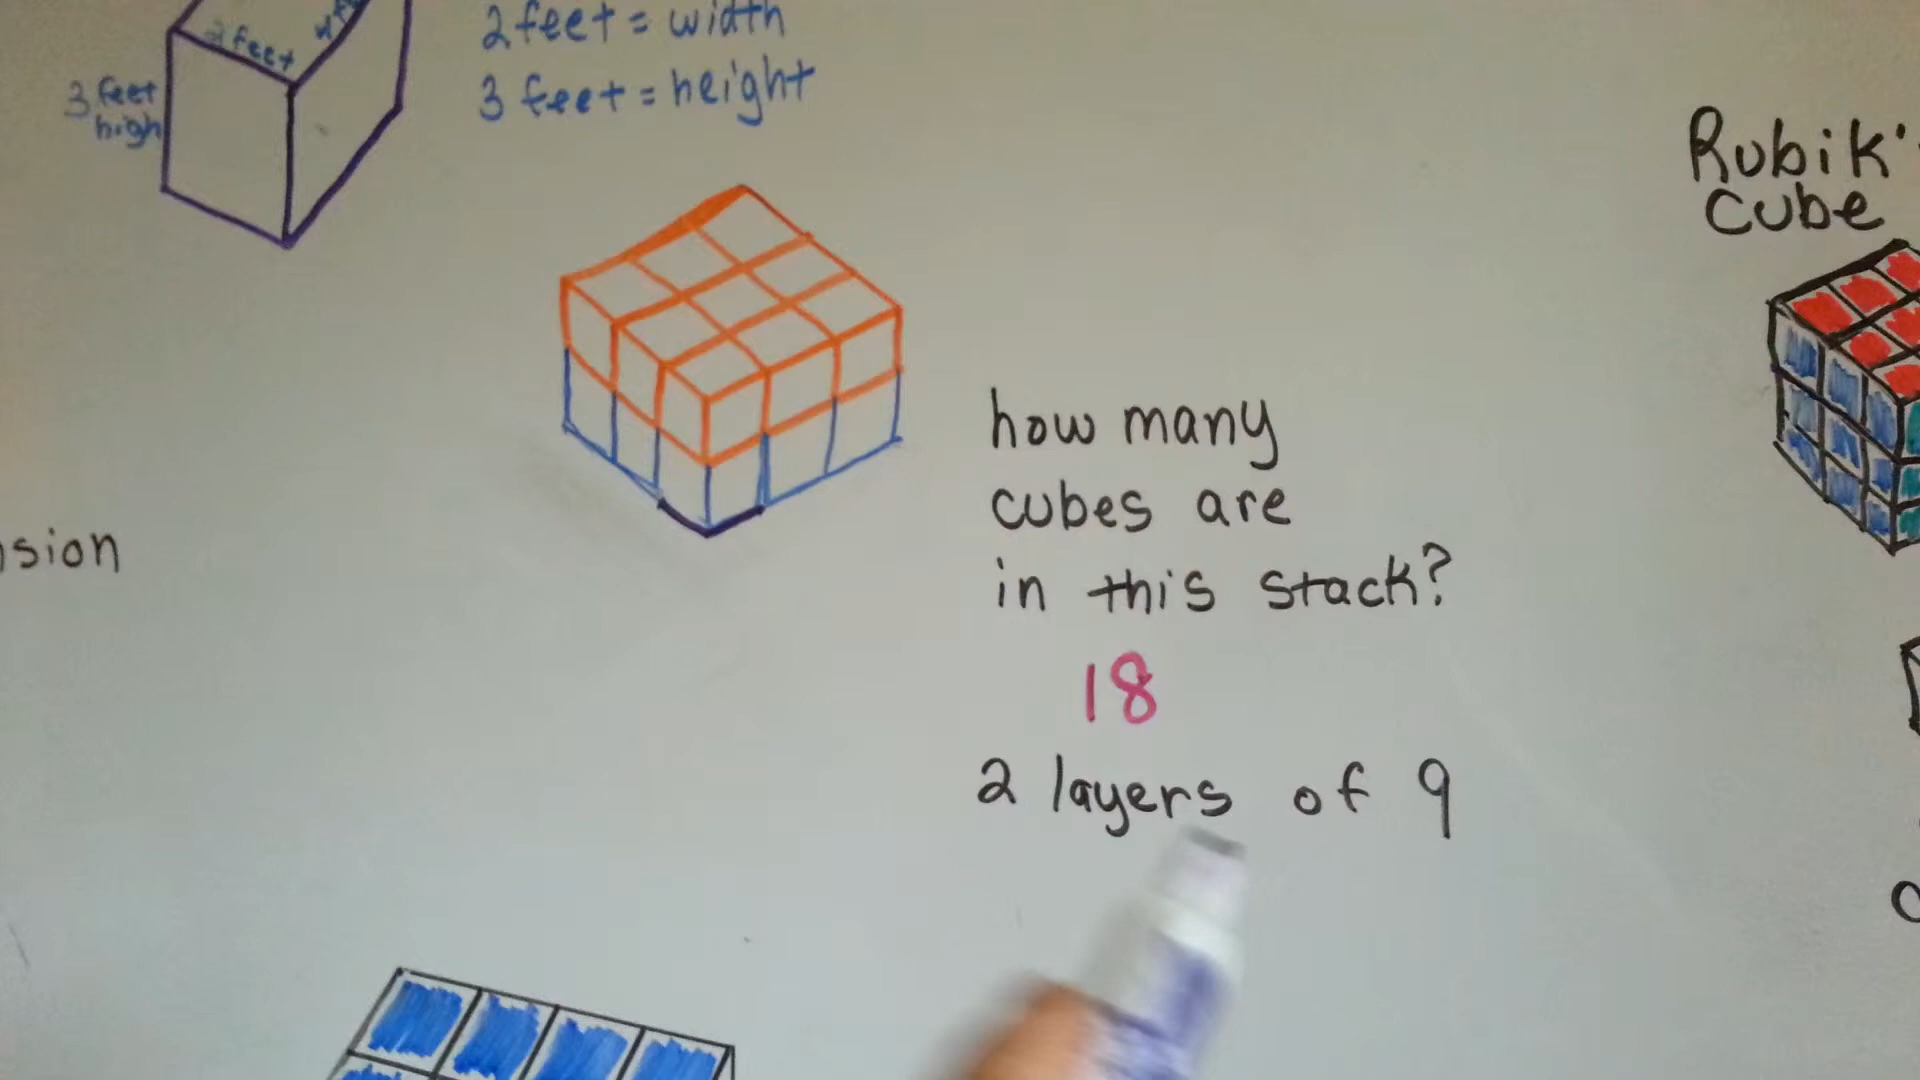 2 feet
2 feet = width
3 feet = height
3 feet
high
Rubik'
cube
how many
cubes are
in this stack?
18
2 layers of 9
sion